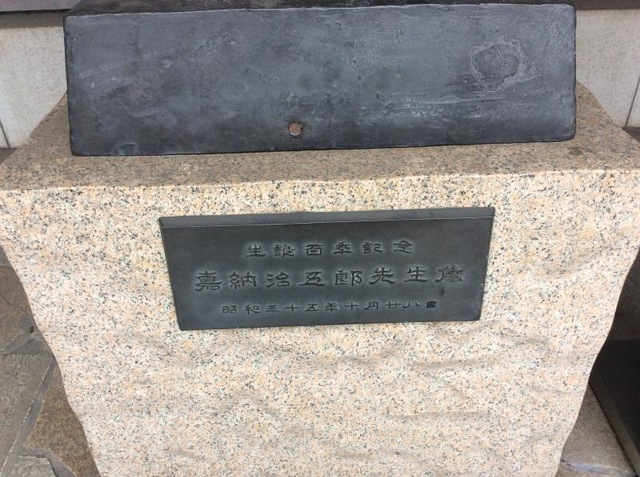 生誕百年記念
嘉納治五郎先生像
昭和三十五年十月廿八日